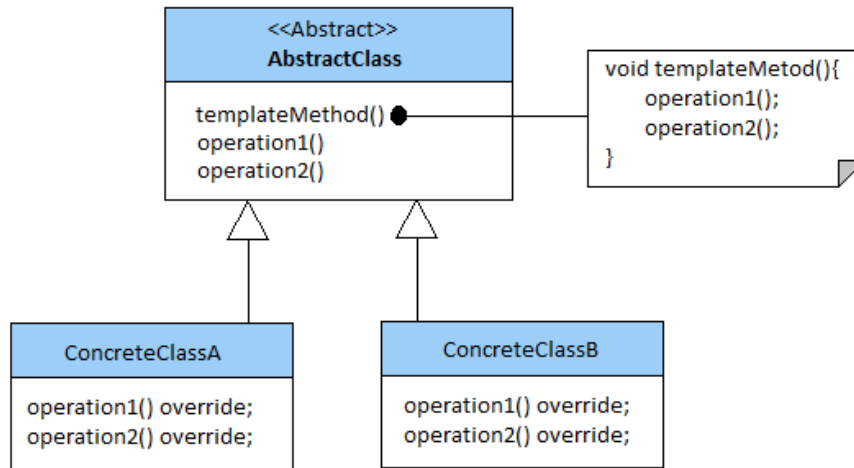 <<Abstract>>
AbstractClass
templateMethod()
operation1()
operation2()
void templateMetod(){
operation1();
operation2();
}
ConcreteClassA
operation1() override;
operation2() override;
ConcreteClassB
operation1() override;
operation2() override;